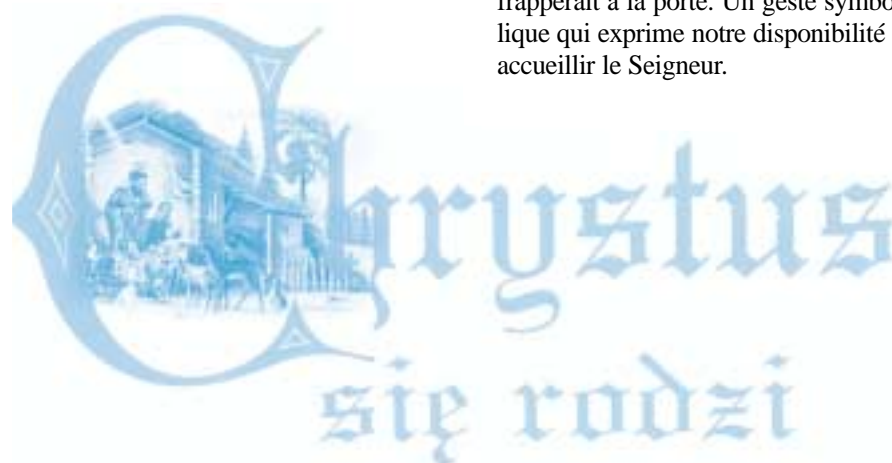 frapperait à la porte. Un geste symbo-
lique qui exprime notre disponibilité
accueillir le Seigneur.
Chrystus
się rodzi